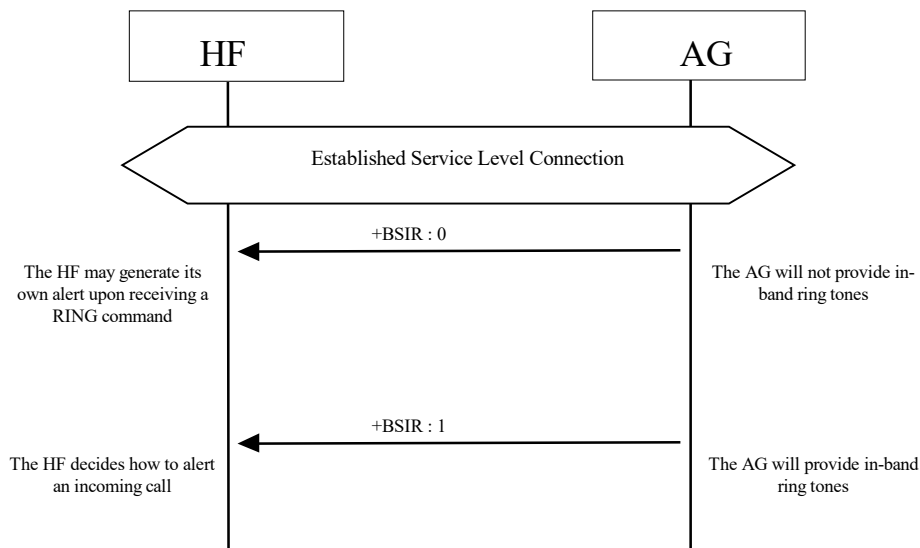 HF
AG
Established Service Level Connection
+BSIR : 0
The HF may generate its
own alert upon receiving a
RING command
The AG will not provide in-
band ring tones
+BSIR : 1
The HF decides how to alert
an incoming call
The AG will provide in-band
ring tones